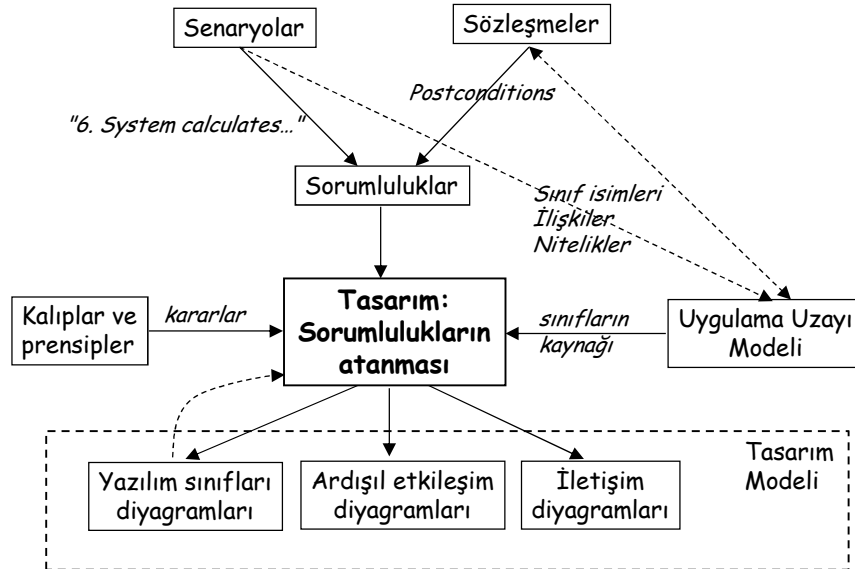 Senaryolar
Sözleşmeler
Postconditions
"6. System calculates…"
Sorumluluklar
Sınıf isimleri
İlişkiler
Nitelikler
Kalıplar ve
prensipler
kararlar
Tasarım:
Sorumlulukların
atanması
sınıfların
kaynağı
Uygulama Uzayı
Modeli
Tasarım
Modeli
Yazılım sınıfları
diyagramları
Ardışıl etkileşim
diyagramları
İletişim
diyagramları